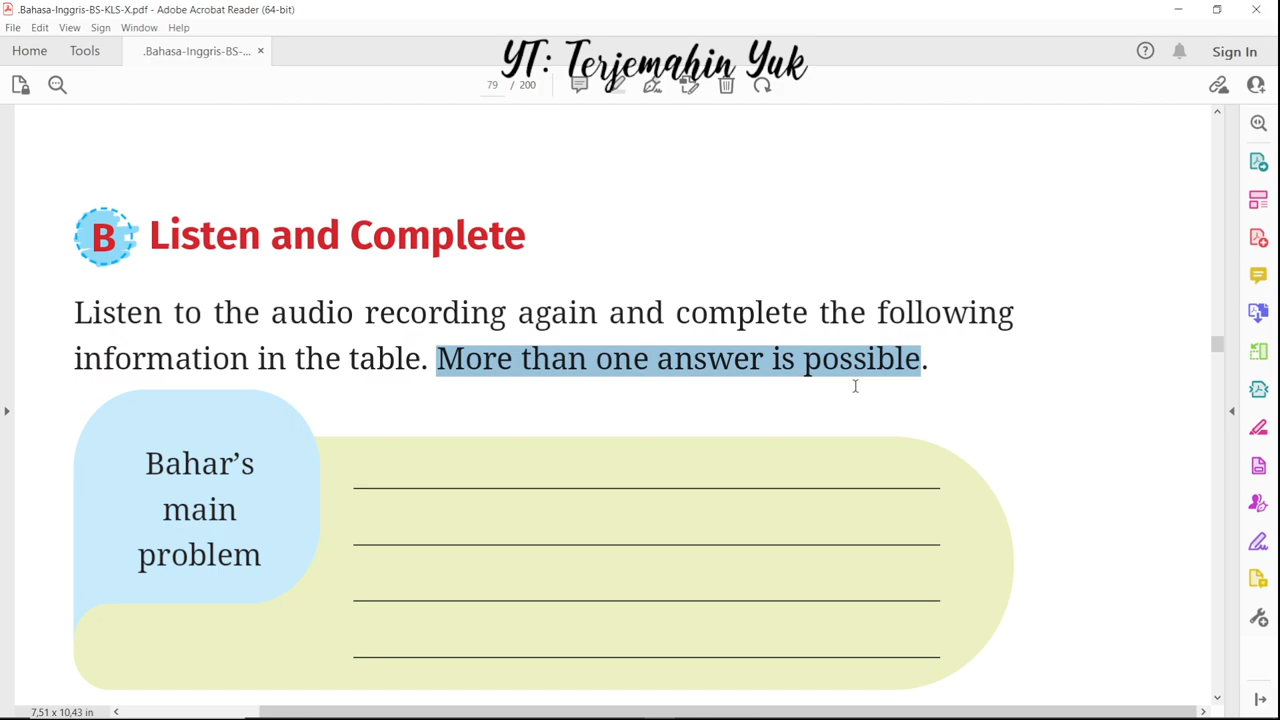 .Bahasa-Inggris-BS-KLS-X.pdf - Adobe Acrobat Reader (64-bit)
File Edit View Sign Window Help
Home Tools .Bahasa-Inggris-BS-... × Sign In
YT: Terjemahin Yuk
79 / 200
B Listen and Complete
Listen to the audio recording again and complete the following
information in the table. More than one answer is possible.
Bahar’s
main
problem
7,51 x 10,43 in